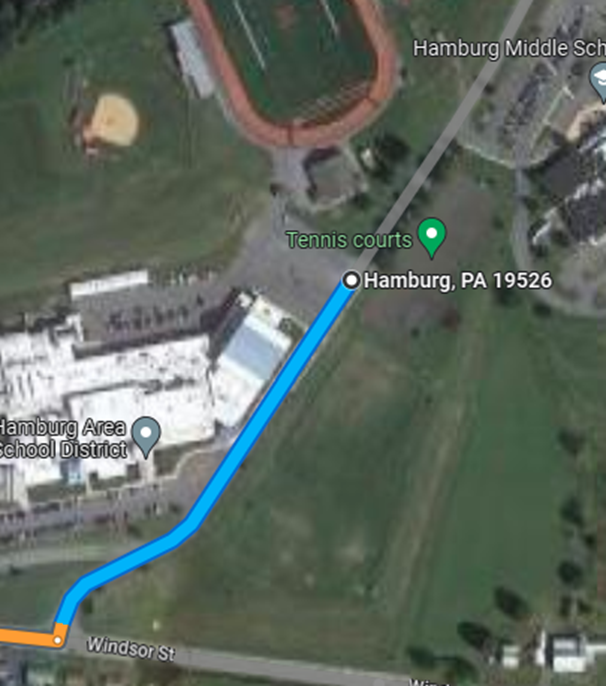 Hamburg Middle Sch
Tennis courts
Hamburg, PA 19526
Hamburg Area
School District
Windsor St